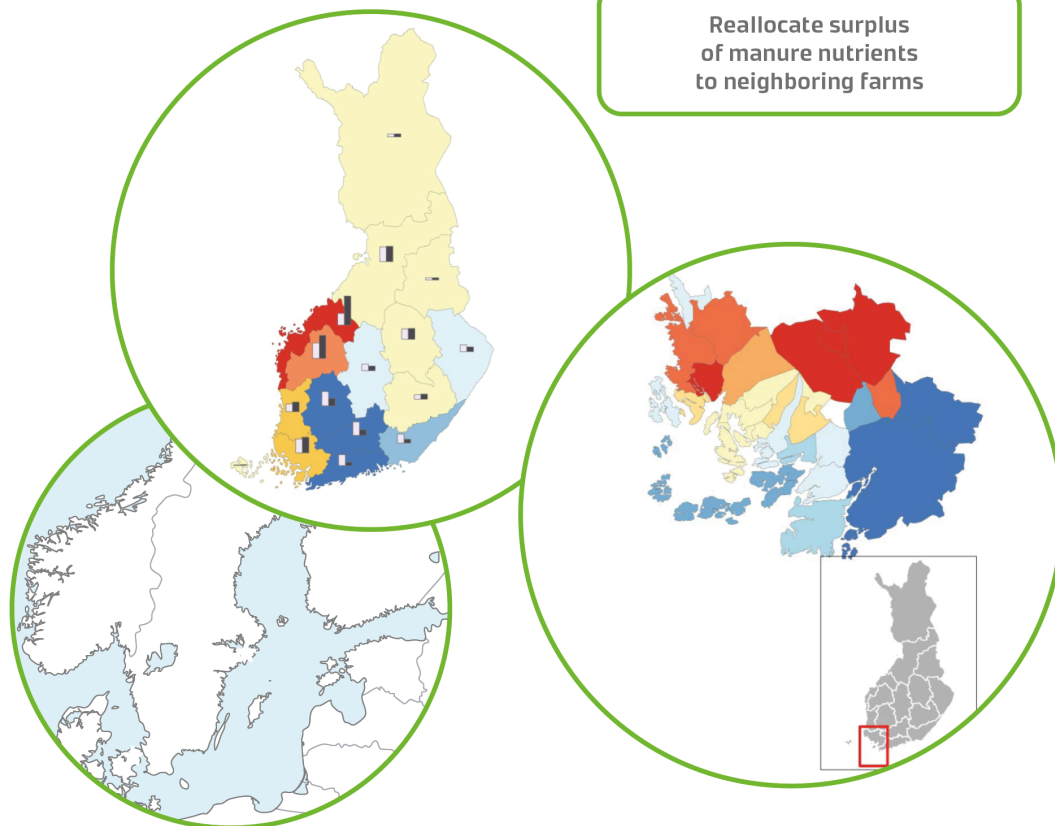 Reallocate surplus
of manure nutrients
to neighboring farms